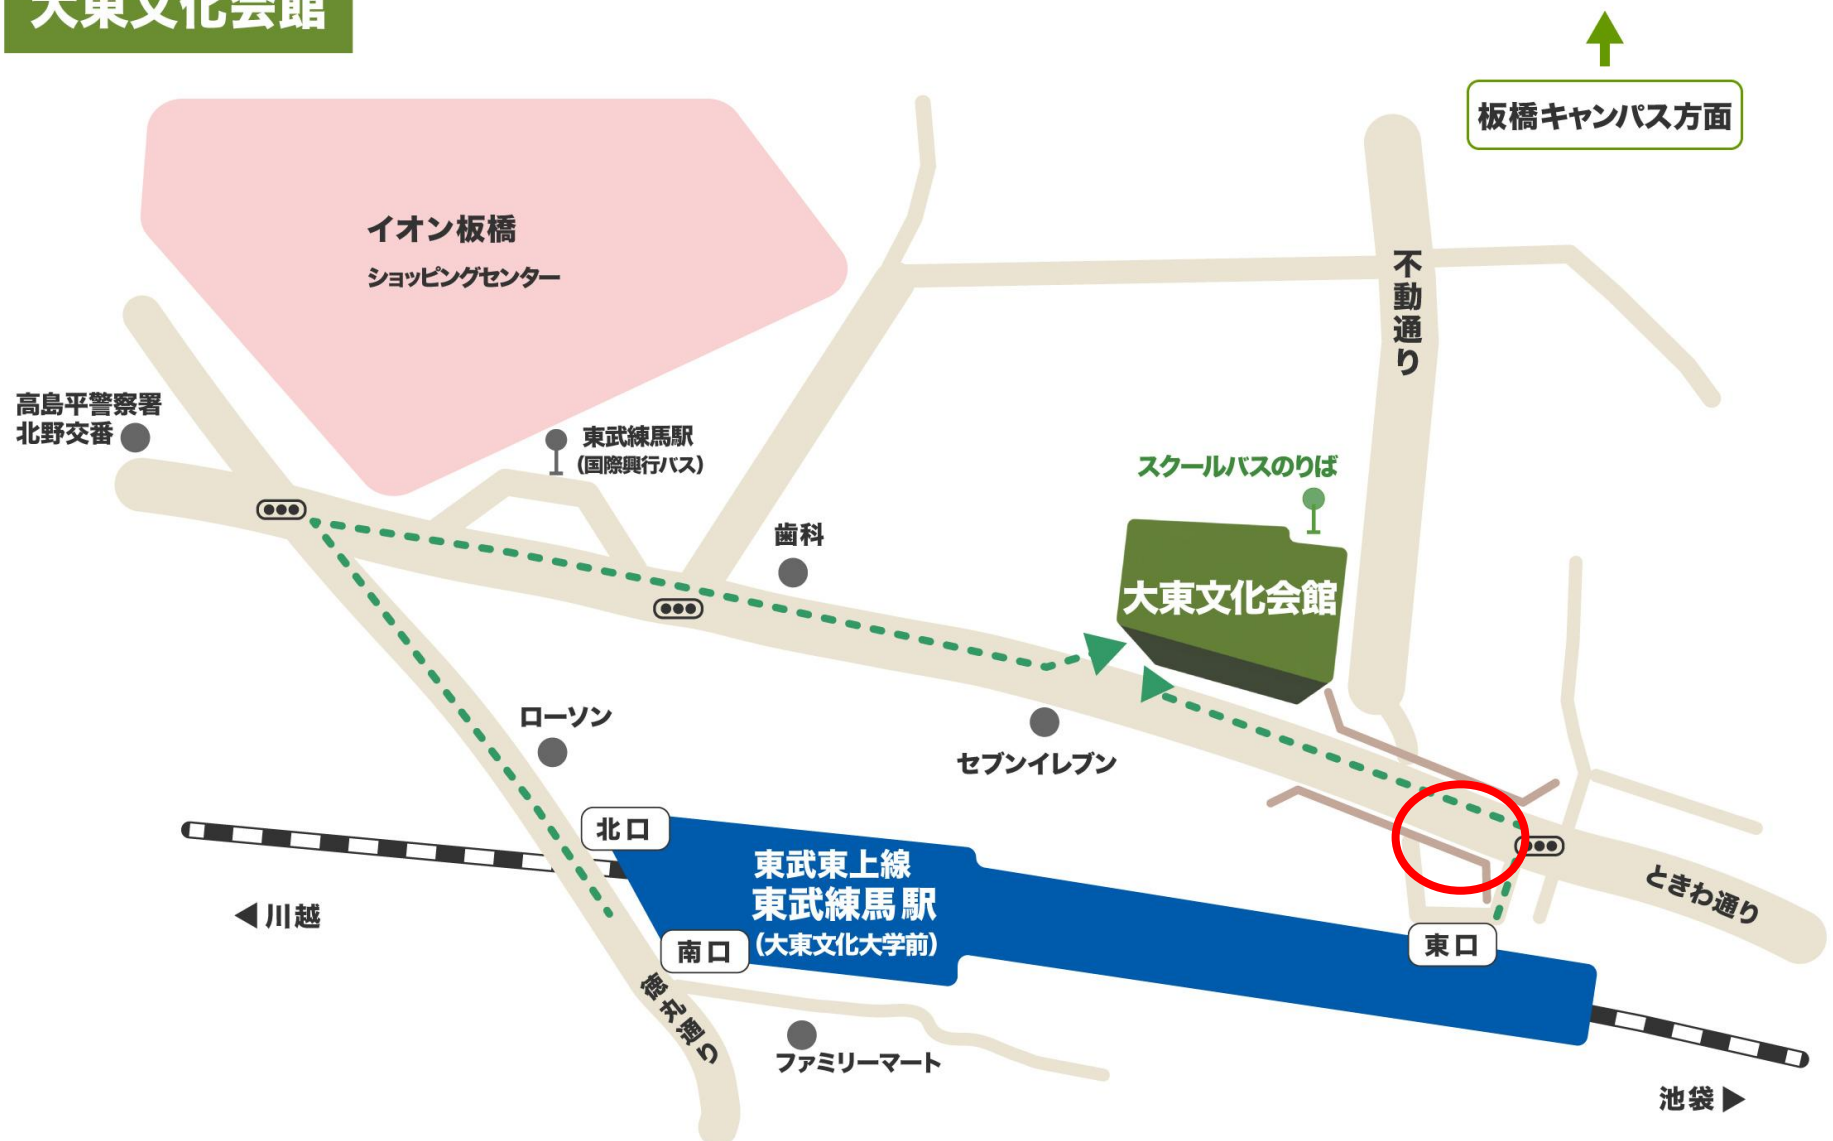 大東文化会館
板橋キャンパス方面
イオン板橋
ショッピングセンター
不動通り
高島平警察署
北野交番
東武練馬駅
（国際興行バス）
スクールバスのりば
歯科
大東文化会館
ローソン
セブンイレブン
北口
東武東上線
東武練馬駅
（大東文化大学前）
ときわ通り
◀川越
南口
東口
徳丸通り
ファミリーマート
池袋▶